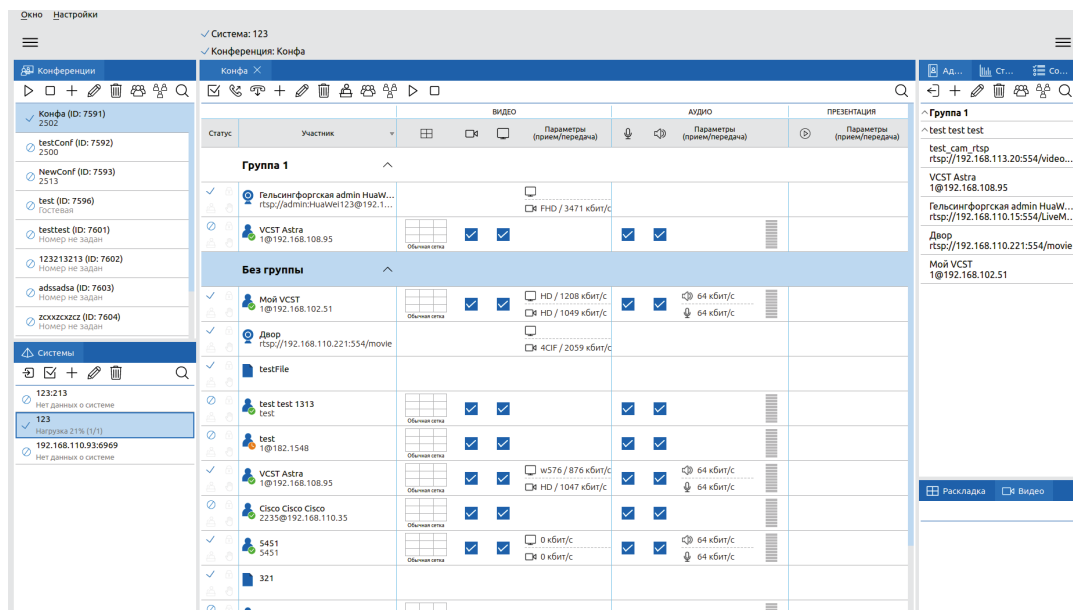 Окно Настройки
Система: 123
Конференция: Конфа
Конференции
Конфа (ID: 7591)
2502
testConf (ID: 7592)
2500
NewConf (ID: 7593)
2513
test (ID: 7596)
Гостевая
testtest (ID: 7601)
Номер не задан
123213213 (ID: 7602)
Номер не задан
adssadsa (ID: 7603)
Номер не задан
zcxxzcxzcz (ID: 7604)
Номер не задан
Системы
123:213
Нет данных о системе
123
Нагрузка 21% (1/1)
192.168.110.93:6969
Нет данных о системе
Конфа
ВИДЕО АУДИО ПРЕЗЕНТАЦИЯ
Статус Участник Параметры (прием/передача) Параметры (прием/передача) Параметры (прием/передача)
Группа 1
Гельсингфоргская admin HuaW...
rtsp://admin:HuaWei123@192.1...
FHD / 3471 кбит/с
VCST Astra
1@192.168.108.95
Обычная сетка
Без группы
Мой VCST
1@192.168.102.51
Обычная сетка
HD / 1208 кбит/с
HD / 1049 кбит/с
64 кбит/с
64 кбит/с
Двор
rtsp://192.168.110.221:554/movie
4CIF / 2059 кбит/с
testFile
test test 1313
test
Обычная сетка
test
1@182.1548
Обычная сетка
VCST Astra
1@192.168.108.95
Обычная сетка
w576 / 876 кбит/с
HD / 1047 кбит/с
64 кбит/с
64 кбит/с
Cisco Cisco Cisco
2235@192.168.110.35
Обычная сетка
5451
5451
Обычная сетка
0 кбит/с
0 кбит/с
64 кбит/с
64 кбит/с
321
Ад... Ст... Со...
Группа 1
test test test
test_cam_rtsp
rtsp://192.168.113.20:554/video...
VCST Astra
1@192.168.108.95
Гельсингфоргская admin HuaW...
rtsp://192.168.110.15:554/LiveM...
Двор
rtsp://192.168.110.221:554/movie
Мой VCST
1@192.168.102.51
Раскладка Видео